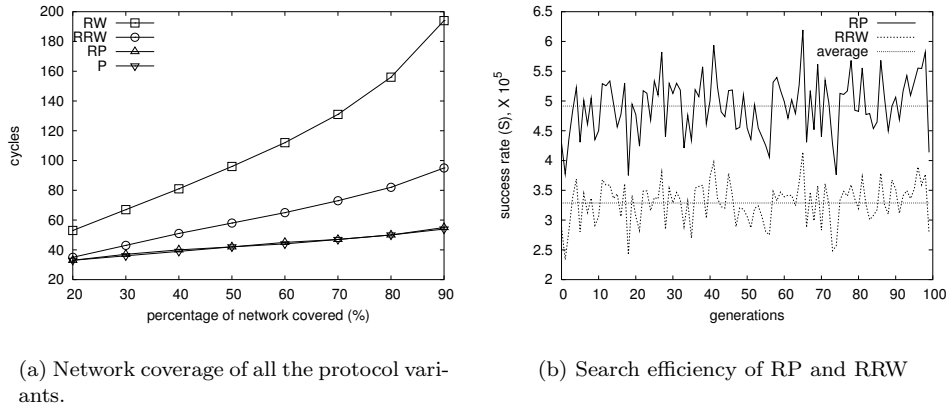 200
180
160
140
120
100
80
60
40
20
cycles
RW
RRW
RP
P
20 30 40 50 60 70 80 90
percentage of network covered (%)
6.5
6
5.5
5
4.5
4
3.5
3
2.5
2
success rate (S), X 10^5
RP
RRW
average
0 10 20 30 40 50 60 70 80 90 100
generations
(a) Network coverage of all the protocol vari-
ants.
(b) Search efficiency of RP and RRW